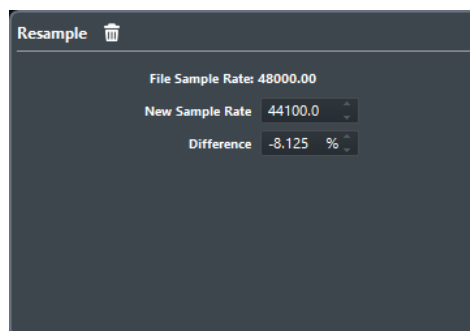 Resample
File Sample Rate: 48000.00
New Sample Rate 44100.0
Difference -8.125 %